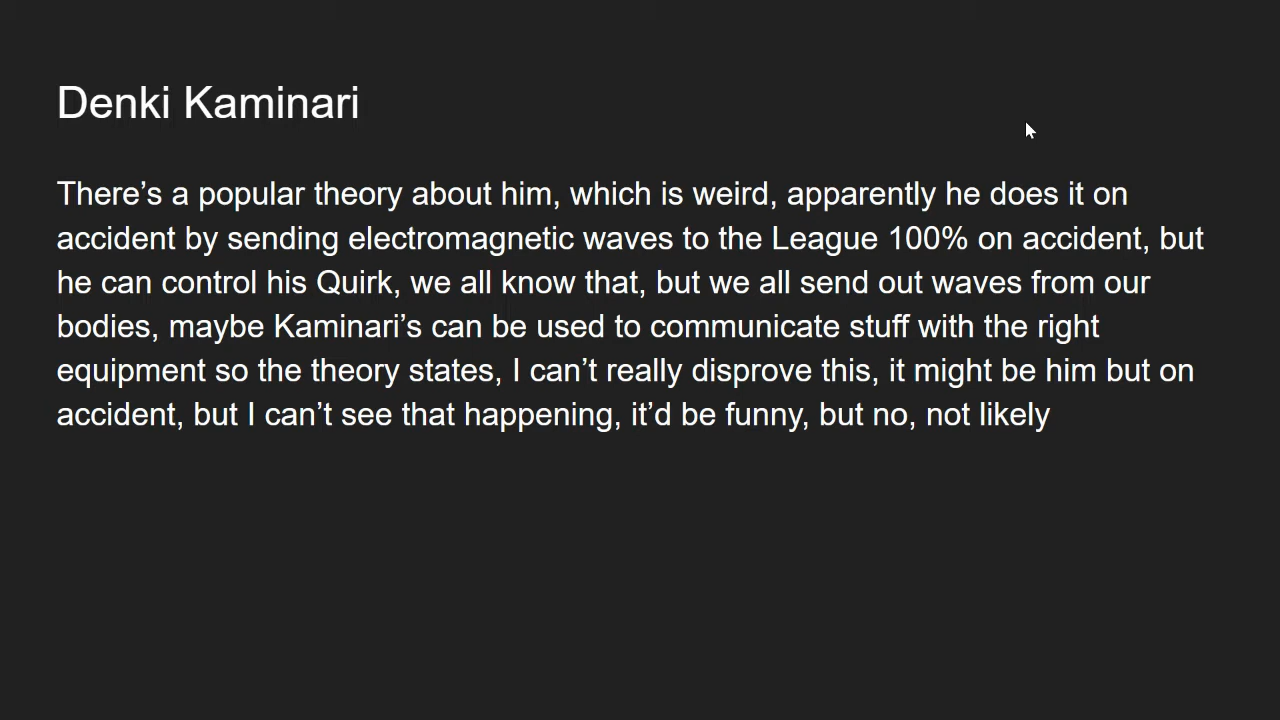 Denki Kaminari
There’s a popular theory about him, which is weird, apparently he does it on
accident by sending electromagnetic waves to the League 100% on accident, but
he can control his Quirk, we all know that, but we all send out waves from our
bodies, maybe Kaminari’s can be used to communicate stuff with the right
equipment so the theory states, I can’t really disprove this, it might be him but on
accident, but I can’t see that happening, it’d be funny, but no, not likely